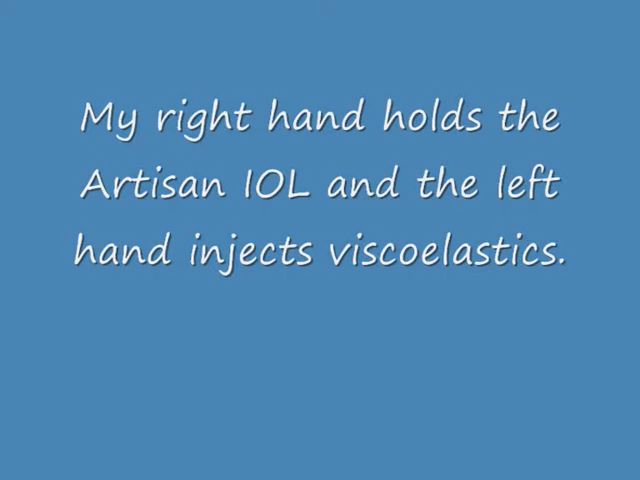 My right hand holds the
Artisan IOL and the left
hand injects viscoelastics.